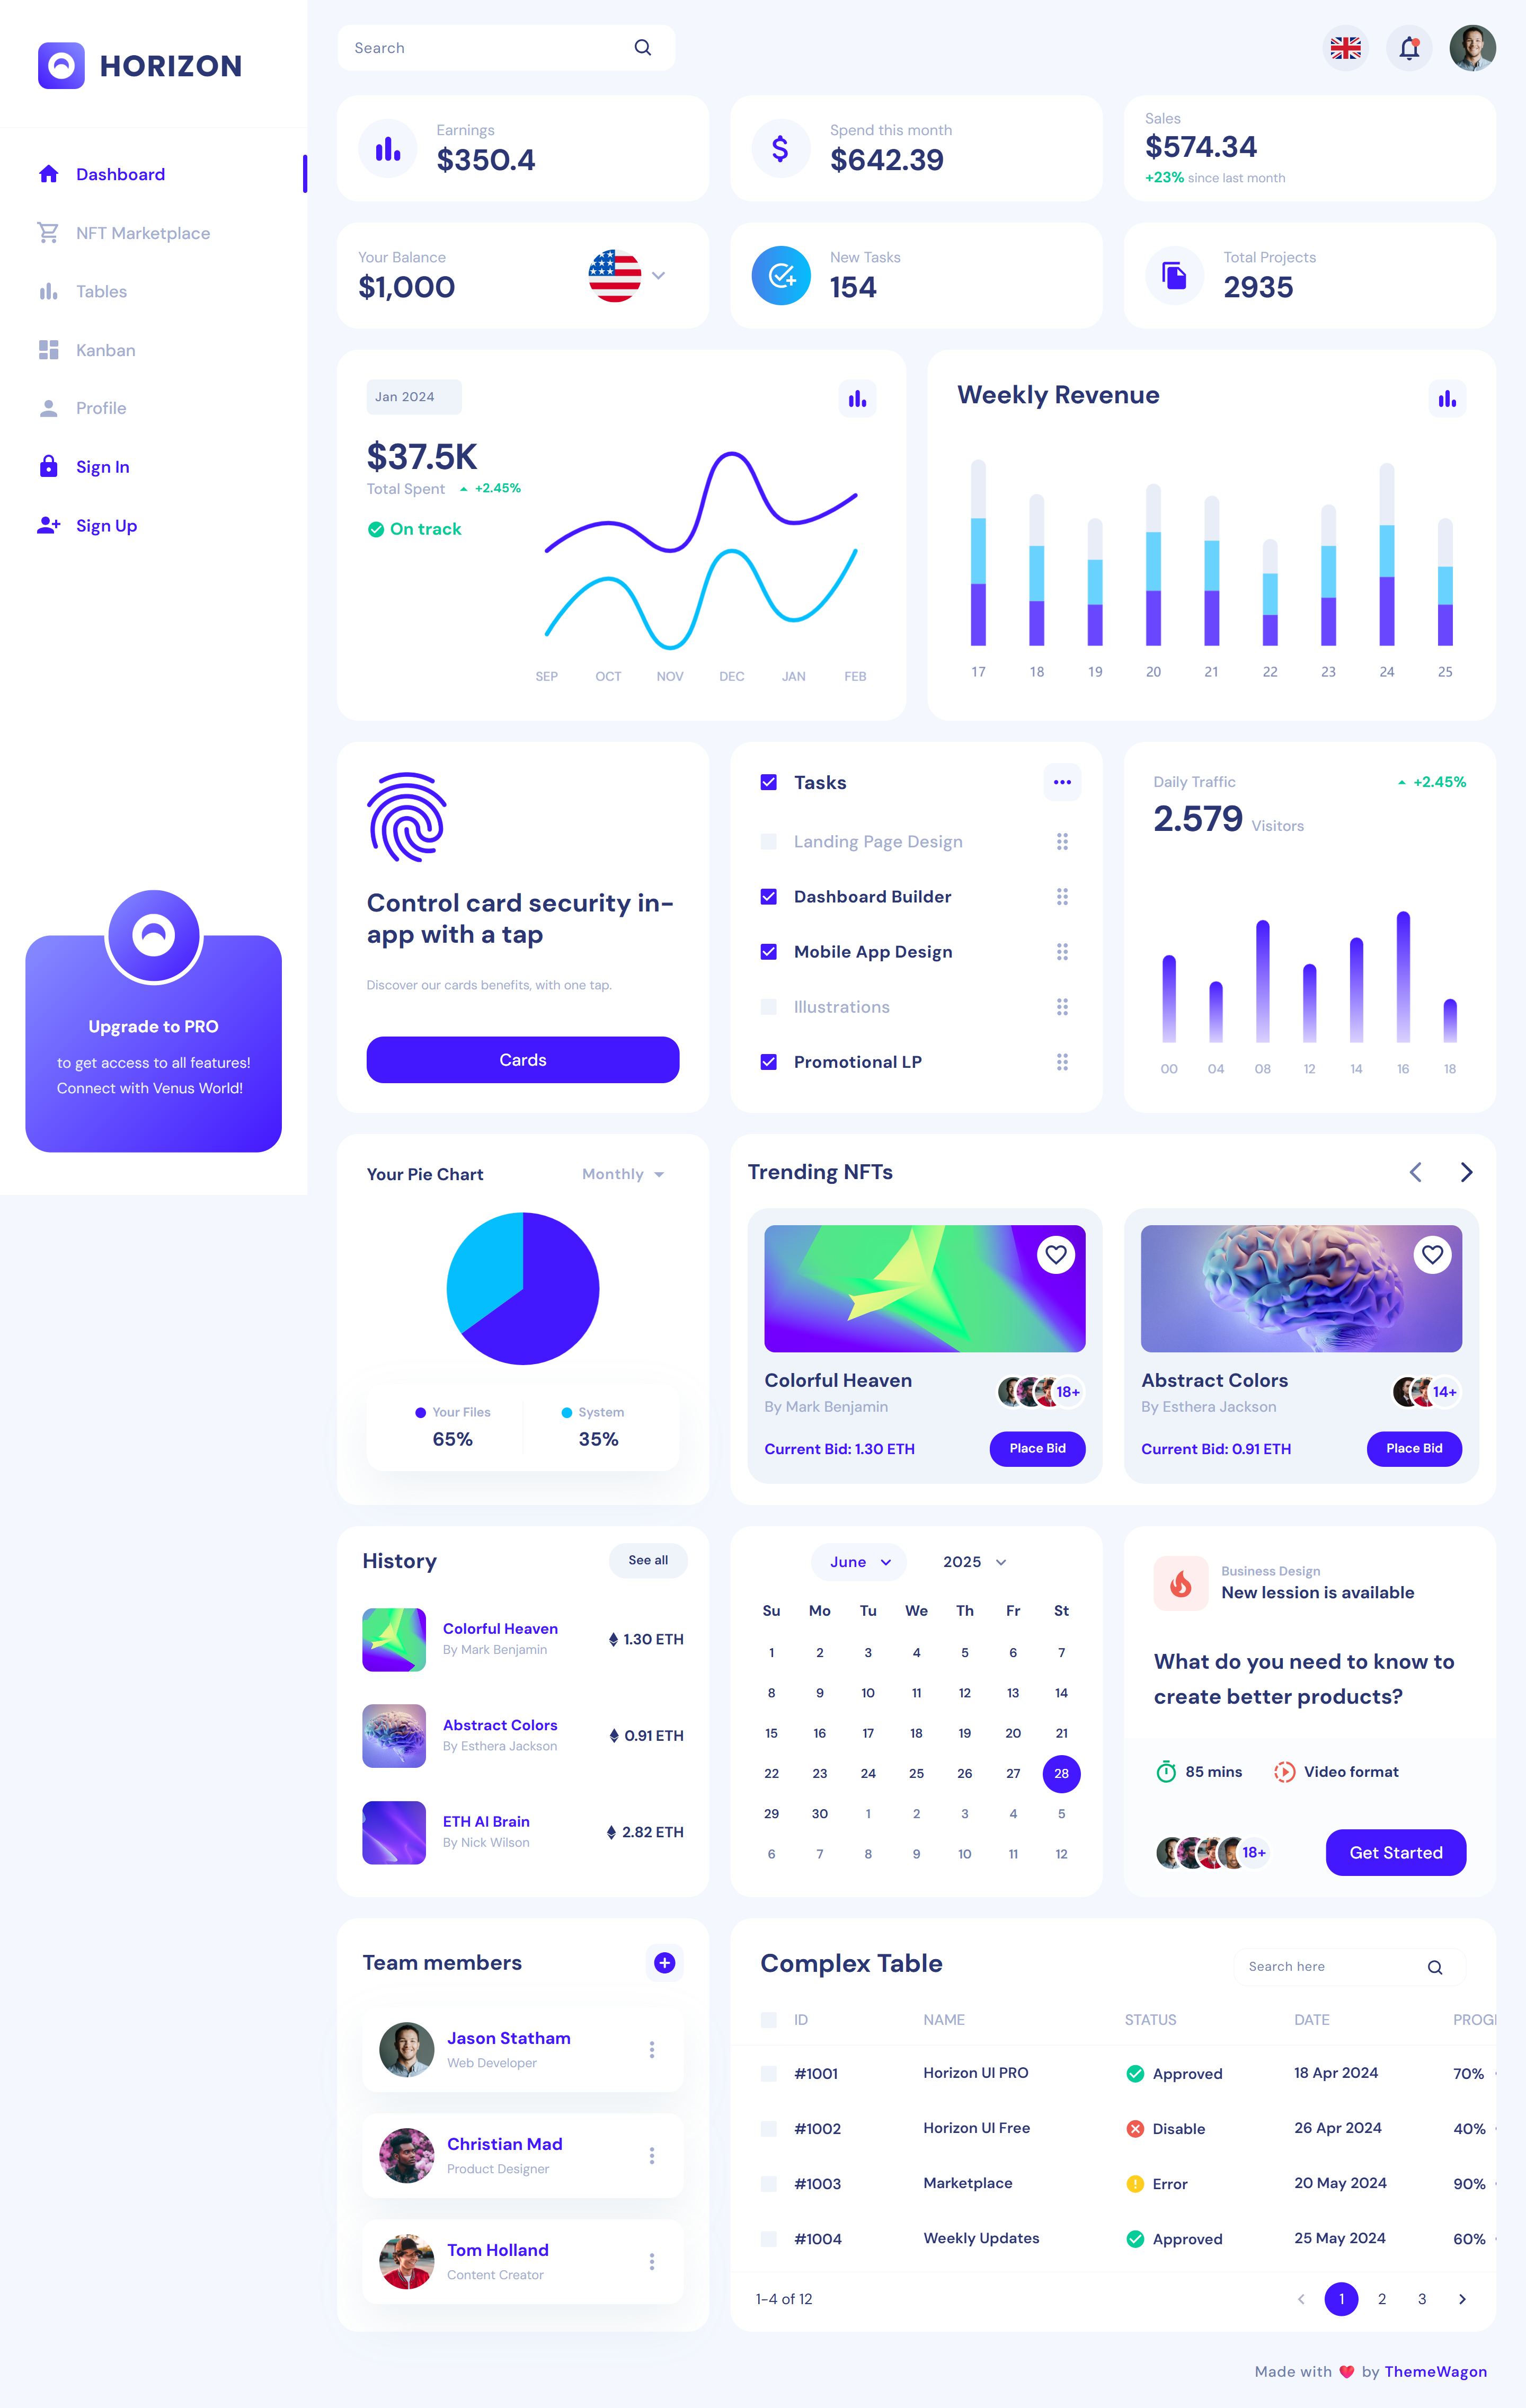 HORIZON
Dashboard
NFT Marketplace
Tables
Kanban
Profile
Sign In
Sign Up
Upgrade to PRO
to get access to all features!
Connect with Venus World!
Search
Earnings
$350.4
Spend this month
$642.39
Sales
$574.34
+23% since last month
Your Balance
$1,000
New Tasks
154
Total Projects
2935
Jan 2024
$37.5K
Total Spent +2.45%
On track
SEP OCT NOV DEC JAN FEB
Weekly Revenue
17 18 19 20 21 22 23 24 25
Control card security in-
app with a tap
Discover our cards benefits, with one tap.
Cards
Tasks
Landing Page Design
Dashboard Builder
Mobile App Design
Illustrations
Promotional LP
Daily Traffic +2.45%
2.579 Visitors
00 04 08 12 14 16 18
Your Pie Chart Monthly
Your Files System
65% 35%
Trending NFTs
Colorful Heaven
By Mark Benjamin
18+
Current Bid: 1.30 ETH Place Bid
Abstract Colors
By Esthera Jackson
14+
Current Bid: 0.91 ETH Place Bid
History See all
Colorful Heaven
By Mark Benjamin
1.30 ETH
Abstract Colors
By Esthera Jackson
0.91 ETH
ETH AI Brain
By Nick Wilson
2.82 ETH
June 2025
Su Mo Tu We Th Fr St
1 2 3 4 5 6 7
8 9 10 11 12 13 14
15 16 17 18 19 20 21
22 23 24 25 26 27 28
29 30 1 2 3 4 5
6 7 8 9 10 11 12
Business Design
New lession is available
What do you need to know to
create better products?
85 mins Video format
18+ Get Started
Team members
Jason Statham
Web Developer
Christian Mad
Product Designer
Tom Holland
Content Creator
Complex Table Search here
ID NAME STATUS DATE
#1001 Horizon UI PRO Approved 18 Apr 2024 70%
#1002 Horizon UI Free Disable 26 Apr 2024 40%
#1003 Marketplace Error 20 May 2024 90%
#1004 Weekly Updates Approved 25 May 2024 60%
1-4 of 12 1 2 3
Made with ❤️ by ThemeWagon